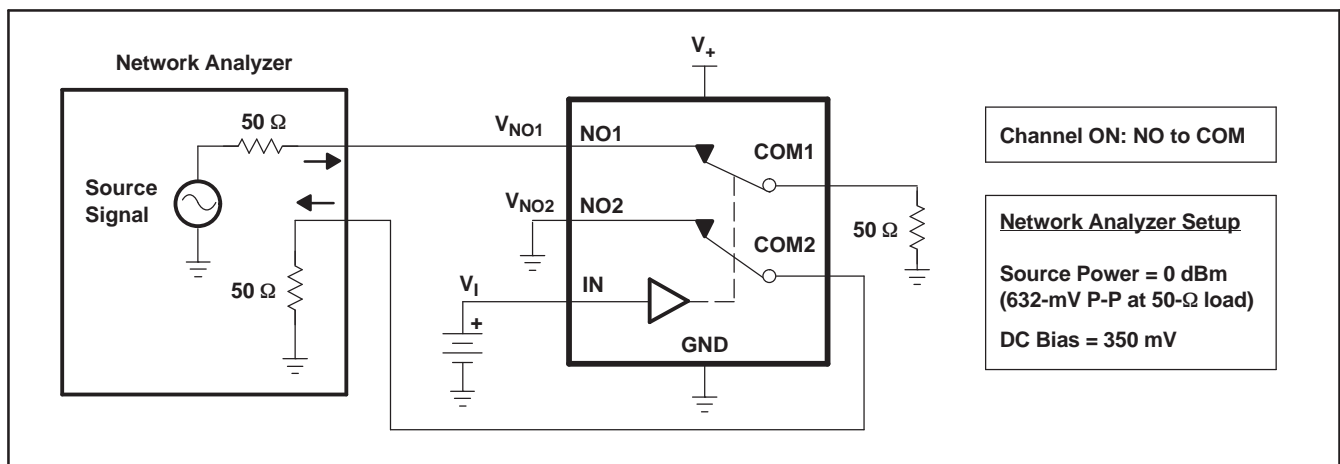 Network Analyzer
50 Ω
Source
Signal
50 Ω
V+
VNO1
NO1
COM1
VNO2
NO2
COM2
50 Ω
VI
IN
+
GND
Channel ON: NO to COM
Network Analyzer Setup
Source Power = 0 dBm
(632-mV P-P at 50-Ω load)
DC Bias = 350 mV